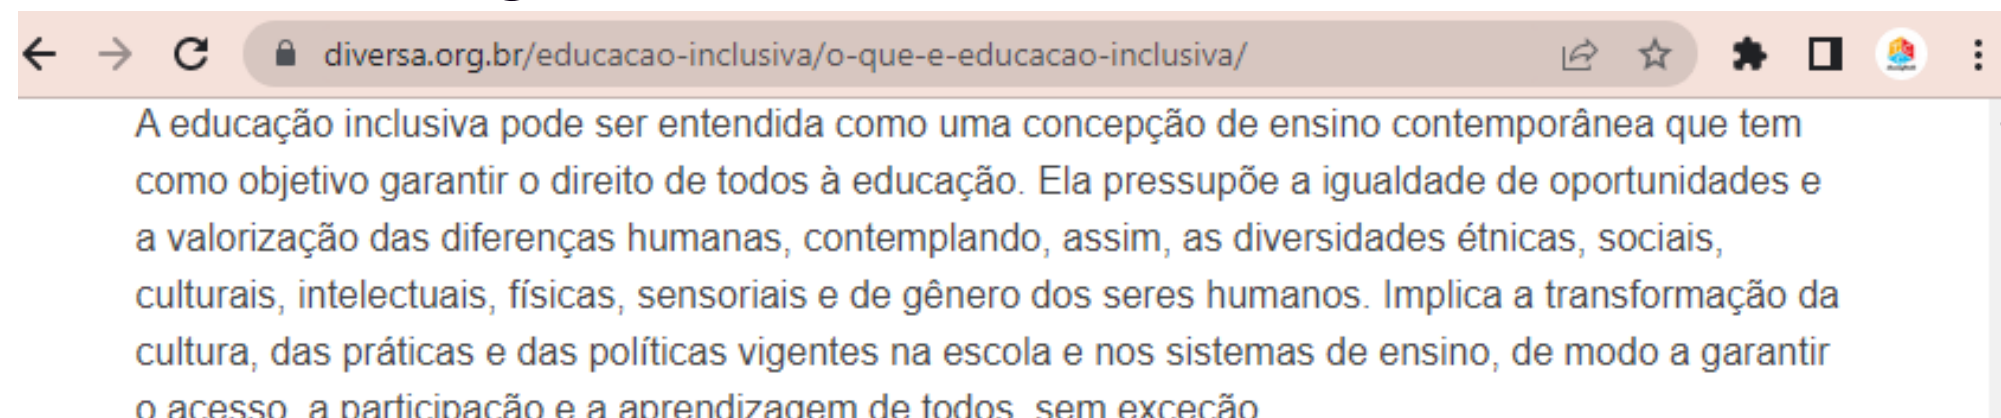 diversa.org.br/educacao-inclusiva/o-que-e-educacao-inclusiva/
A educação inclusiva pode ser entendida como uma concepção de ensino contemporânea que tem
como objetivo garantir o direito de todos à educação. Ela pressupõe a igualdade de oportunidades e
a valorização das diferenças humanas, contemplando, assim, as diversidades étnicas, sociais,
culturais, intelectuais, físicas, sensoriais e de gênero dos seres humanos. Implica a transformação da
cultura, das práticas e das políticas vigentes na escola e nos sistemas de ensino, de modo a garantir
o acesso, a participação e a aprendizagem de todos, sem exceção